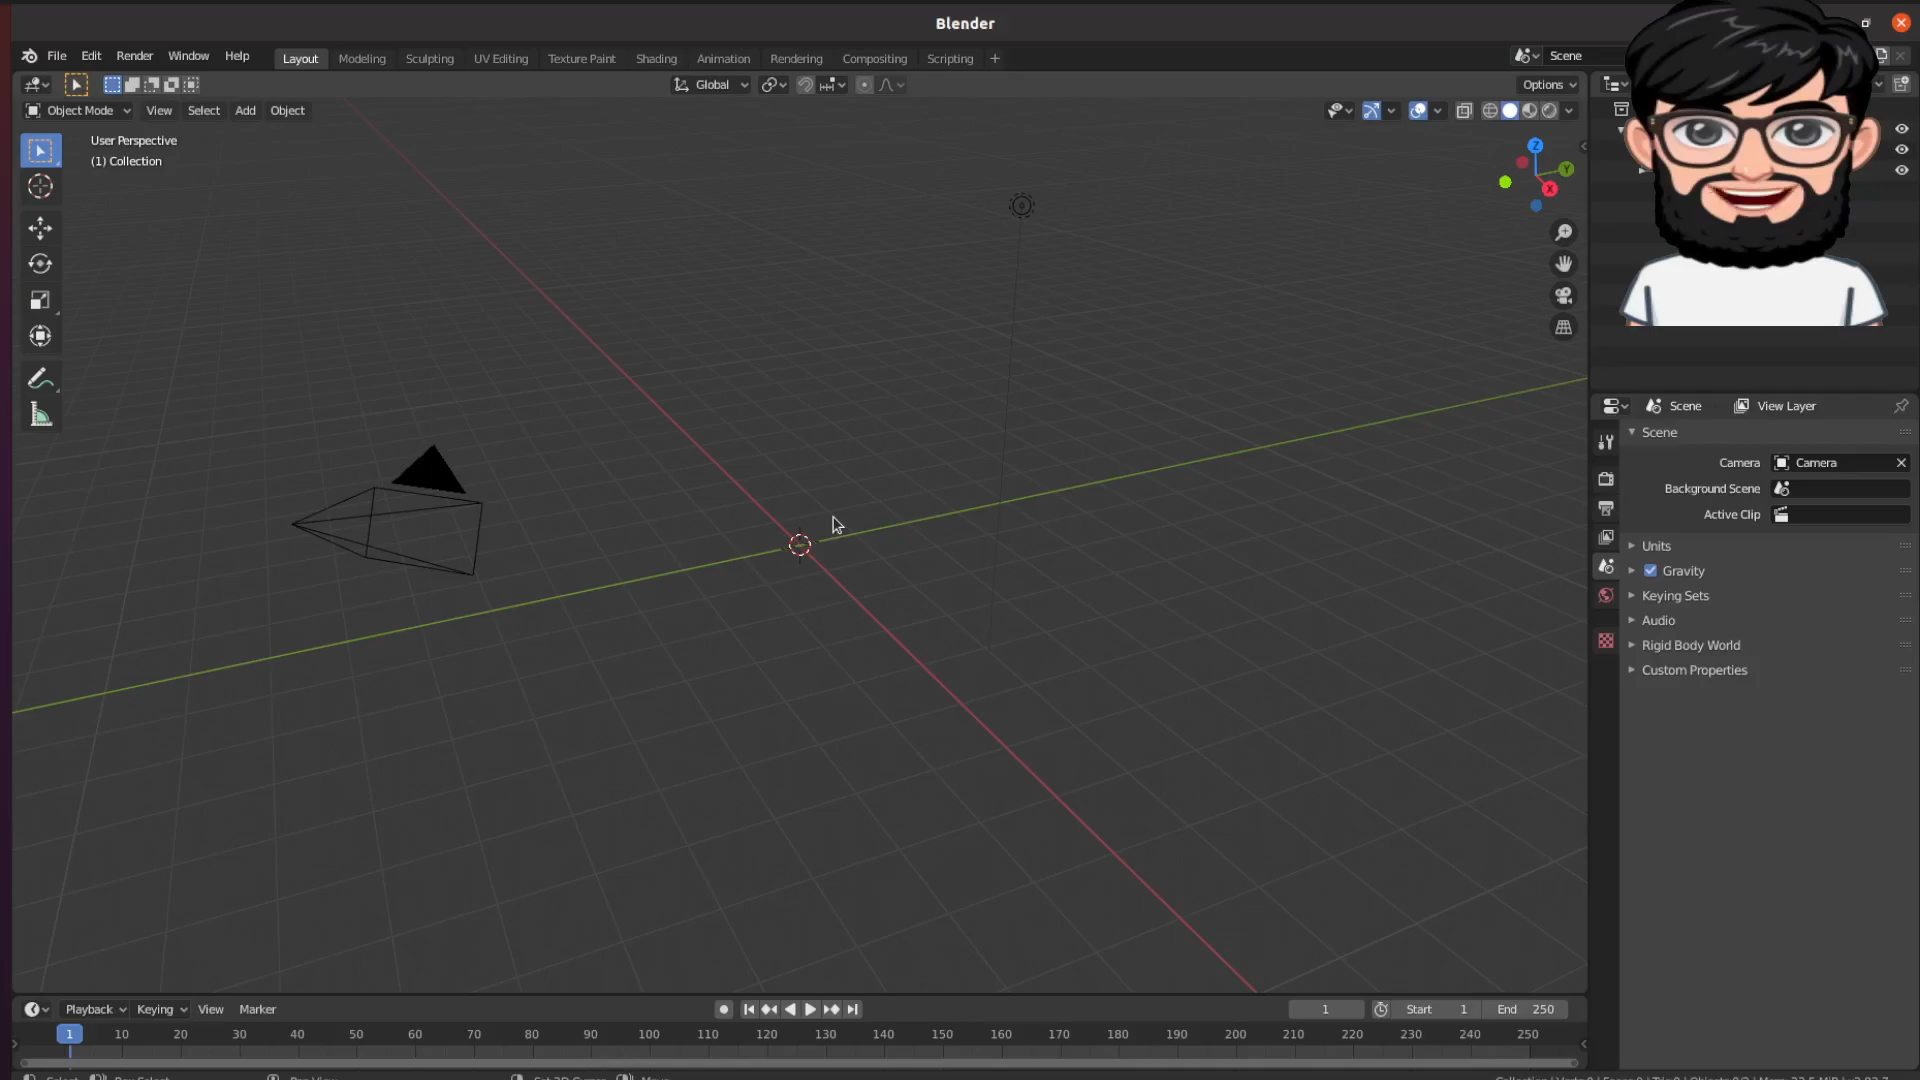 Blender
File Edit Render Window Help Layout Modeling Sculpting UV Editing Texture Paint Shading Animation Rendering Compositing Scripting + Scene
Global Options
Object Mode View Select Add Object
User Perspective
(1) Collection
Z
Y
X
Scene View Layer
Scene
Camera Camera
Background Scene
Active Clip
Units
Gravity
Keying Sets
Audio
Rigid Body World
Custom Properties
Playback Keying View Marker 1 Start 1 End 250
1 10 20 30 40 50 60 70 80 90 100 110 120 130 140 150 160 170 180 190 200 210 220 230 240 250